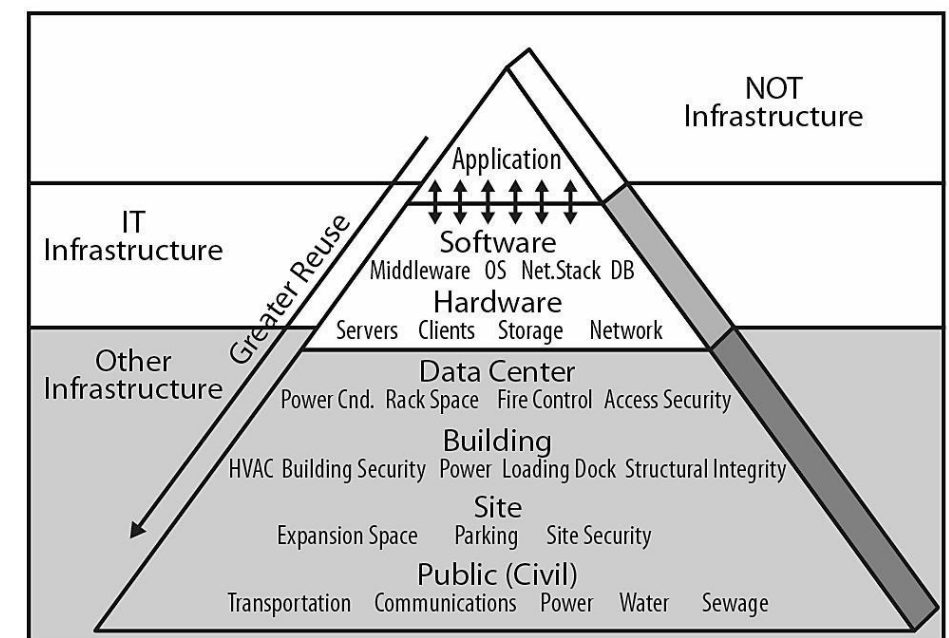 NOT
Infrastructure
Application
IT
Infrastructure
Greater Reuse
Software
Middleware OS Net.Stack DB
Hardware
Servers Clients Storage Network
Other
Infrastructure
Data Center
Power Cnd. Rack Space Fire Control Access Security
Building
HVAC Building Security Power Loading Dock Structural Integrity
Site
Expansion Space Parking Site Security
Public (Civil)
Transportation Communications Power Water Sewage